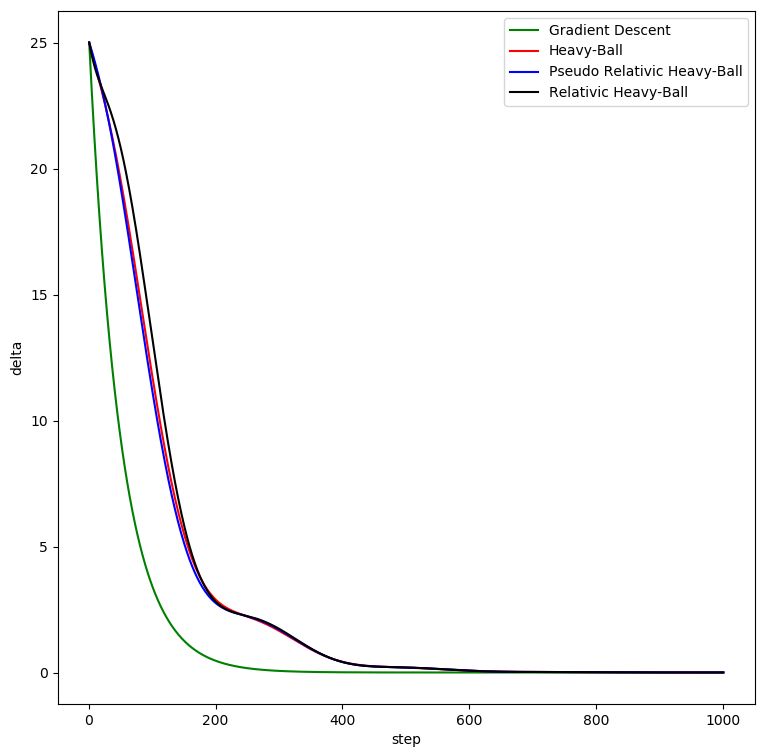 Gradient Descent
Heavy-Ball
Pseudo Relativic Heavy-Ball
Relativic Heavy-Ball
25
20
15
10
5
0
delta
0 200 400 600 800 1000
step